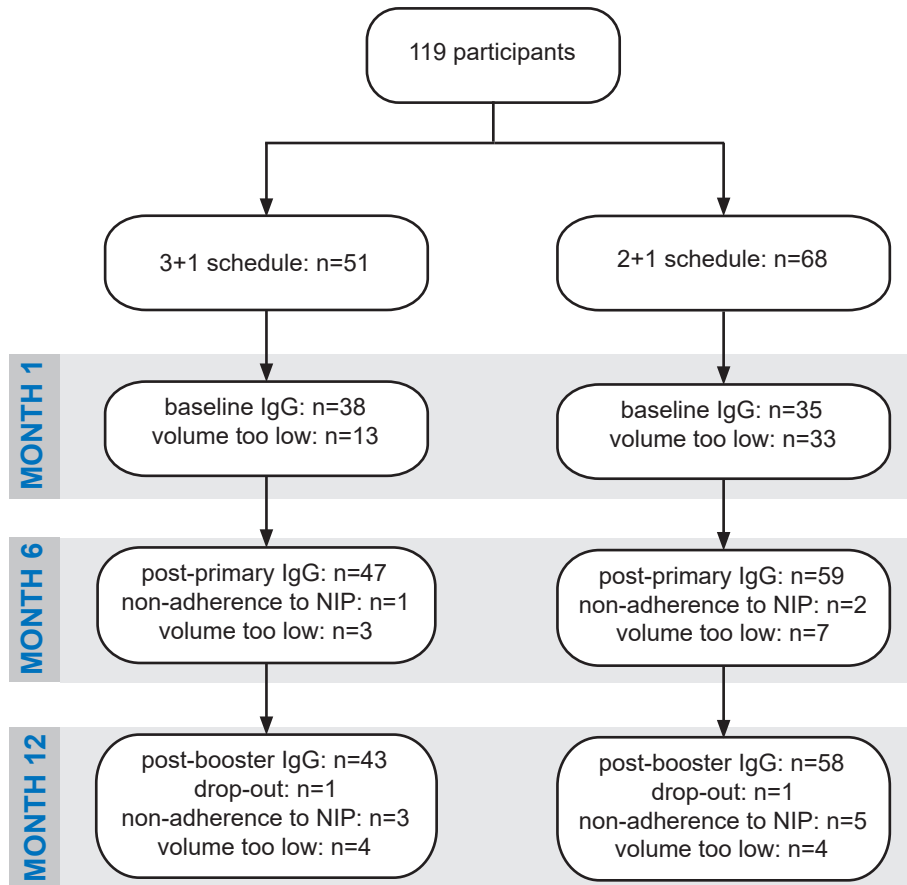 119 participants
3+1 schedule: n=51
2+1 schedule: n=68
MONTH 1
baseline IgG: n=38
volume too low: n=13
baseline IgG: n=35
volume too low: n=33
MONTH 6
post-primary IgG: n=47
non-adherence to NIP: n=1
volume too low: n=3
post-primary IgG: n=59
non-adherence to NIP: n=2
volume too low: n=7
MONTH 12
post-booster IgG: n=43
drop-out: n=1
non-adherence to NIP: n=3
volume too low: n=4
post-booster IgG: n=58
drop-out: n=1
non-adherence to NIP: n=5
volume too low: n=4